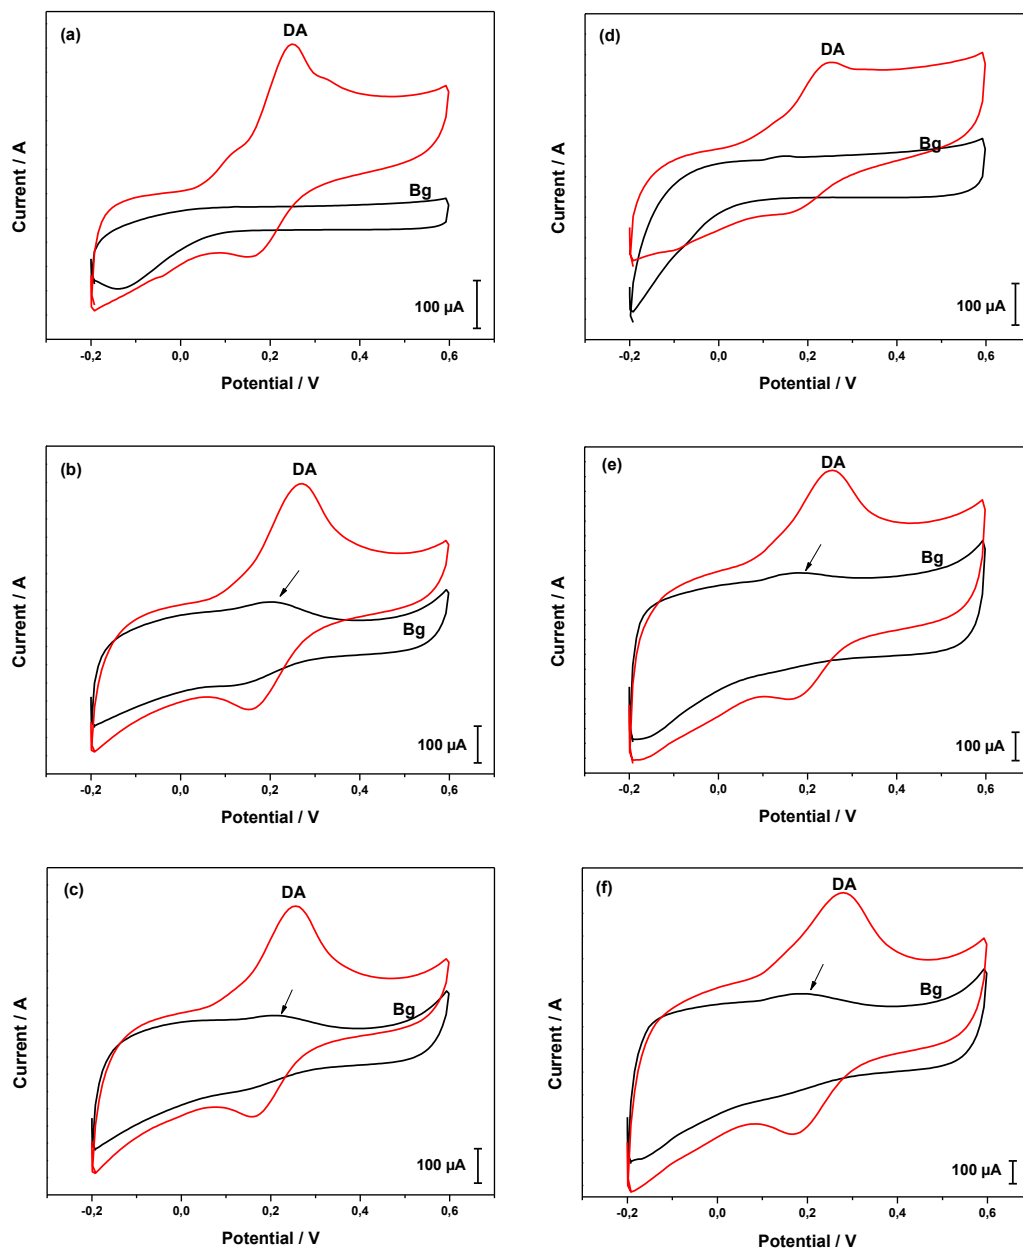 (a)
DA
Bg
100 µA
Current / A
-0,2 0,0 0,2 0,4 0,6
Potential / V
(d)
DA
Bg
100 µA
Current / A
-0,2 0,0 0,2 0,4 0,6
Potential / V
(b)
DA
Bg
100 µA
Current / A
-0,2 0,0 0,2 0,4 0,6
Potential / V
(e)
DA
Bg
100 µA
Current / A
-0,2 0,0 0,2 0,4 0,6
Potential / V
(c)
DA
Bg
100 µA
Current / A
-0,2 0,0 0,2 0,4 0,6
Potential / V
(f)
DA
Bg
100 µA
Current / A
-0,2 0,0 0,2 0,4 0,6
Potential / V